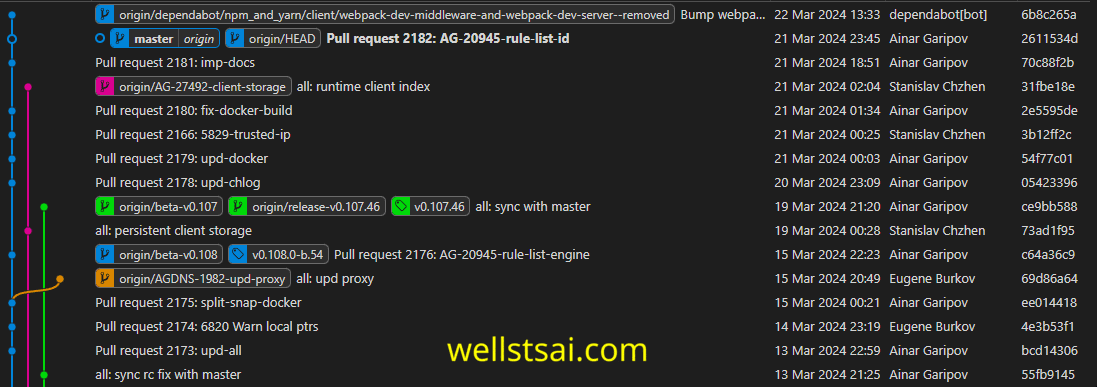 origin/dependabot/npm_and_yarn/client/webpack-dev-middleware-and-webpack-dev-server--removed Bump webpa... 22 Mar 2024 13:33 dependabot[bot] 6b8c265a
master origin origin/HEAD Pull request 2182: AG-20945-rule-list-id 21 Mar 2024 23:45 Ainar Garipov 2611534d
Pull request 2181: imp-docs 21 Mar 2024 18:51 Ainar Garipov 70c88f2b
origin/AG-27492-client-storage all: runtime client index 21 Mar 2024 02:04 Stanislav Chzhen 31fbe18e
Pull request 2180: fix-docker-build 21 Mar 2024 01:34 Ainar Garipov 2e5595de
Pull request 2166: 5829-trusted-ip 21 Mar 2024 00:25 Stanislav Chzhen 3b12ff2c
Pull request 2179: upd-docker 21 Mar 2024 00:03 Ainar Garipov 54f77c01
Pull request 2178: upd-chlog 20 Mar 2024 23:09 Ainar Garipov 05423396
origin/beta-v0.107 origin/release-v0.107.46 v0.107.46 all: sync with master 19 Mar 2024 21:20 Ainar Garipov ce9bb588
all: persistent client storage 19 Mar 2024 00:28 Stanislav Chzhen 73ad1f95
origin/beta-v0.108 v0.108.0-b.54 Pull request 2176: AG-20945-rule-list-engine 15 Mar 2024 22:23 Ainar Garipov c64a36c9
origin/AGDNS-1982-upd-proxy all: upd proxy 15 Mar 2024 20:49 Eugene Burkov 69d86a64
Pull request 2175: split-snap-docker 15 Mar 2024 00:21 Ainar Garipov ee014418
Pull request 2174: 6820 Warn local ptrs 14 Mar 2024 23:19 Eugene Burkov 4e3b53f1
Pull request 2173: upd-all 13 Mar 2024 22:59 Ainar Garipov bcd14306
all: sync rc fix with master 13 Mar 2024 21:25 Ainar Garipov 55fb9145
wellstsai.com